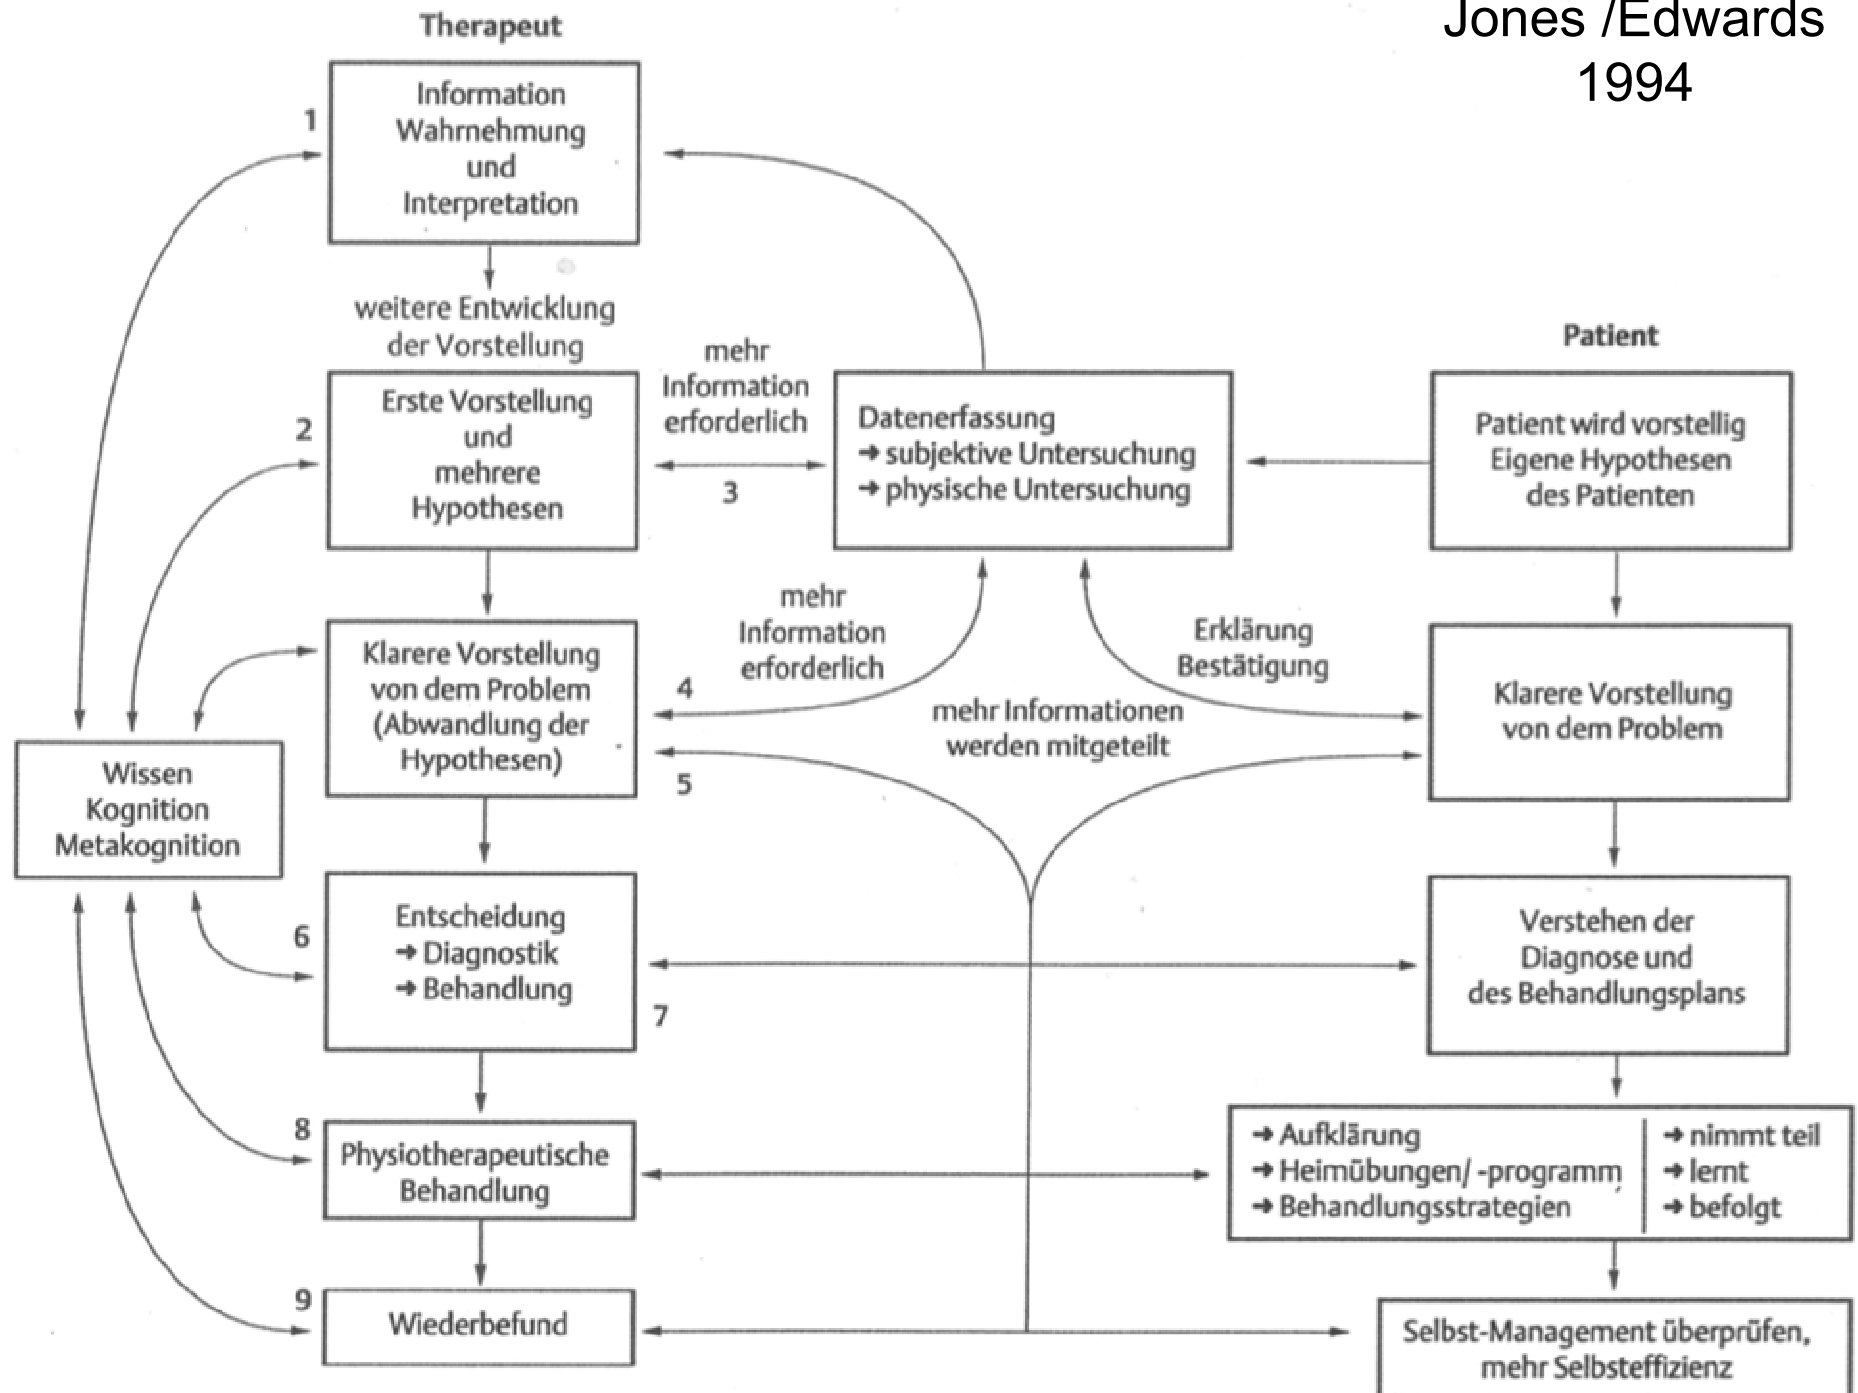 Jones /Edwards
1994
Therapeut
1
Information
Wahrnehmung
und
Interpretation
weitere Entwicklung
der Vorstellung
2
Erste Vorstellung
und
mehrere
Hypothesen
mehr
Information
erforderlich
3
Datenerfassung
➔ subjektive Untersuchung
➔ physische Untersuchung
Patient
Patient wird vorstellig
Eigene Hypothesen
des Patienten
Klarere Vorstellung
von dem Problem
(Abwandlung der
Hypothesen)
mehr
Information
erforderlich
4
5
Erklärung
Bestätigung
mehr Informationen
werden mitgeteilt
Klarere Vorstellung
von dem Problem
Wissen
Kognition
Metakognition
6
Entscheidung
➔ Diagnostik
➔ Behandlung
7
Verstehen der
Diagnose und
des Behandlungsplans
8
Physiotherapeutische
Behandlung
➔ Aufklärung
➔ Heimübungen/ -programm
➔ Behandlungsstrategien
➔ nimmt teil
➔ lernt
➔ befolgt
9
Wiederbefund
Selbst-Management überprüfen,
mehr Selbsteffizienz